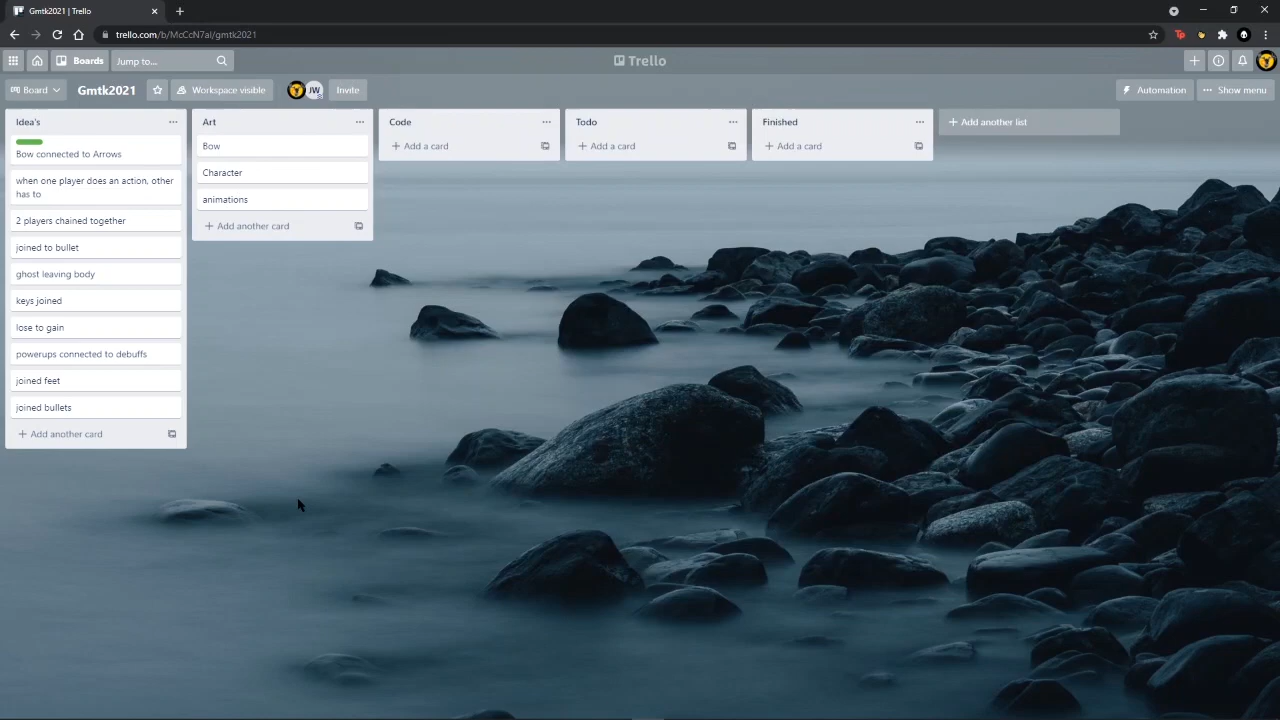 Gmtk2021 | Trello
trello.com/b/McCcN7al/gmtk2021
Boards
Jump to...
Trello
Board
Gmtk2021
Workspace visible
JW
Invite
Automation
Show menu
Idea's
Bow connected to Arrows
when one player does an action, other
has to
2 players chained together
joined to bullet
ghost leaving body
keys joined
lose to gain
powerups connected to debuffs
joined feet
joined bullets
+ Add another card
Art
Bow
Character
animations
+ Add another card
Code
+ Add a card
Todo
+ Add a card
Finished
+ Add a card
+ Add another list